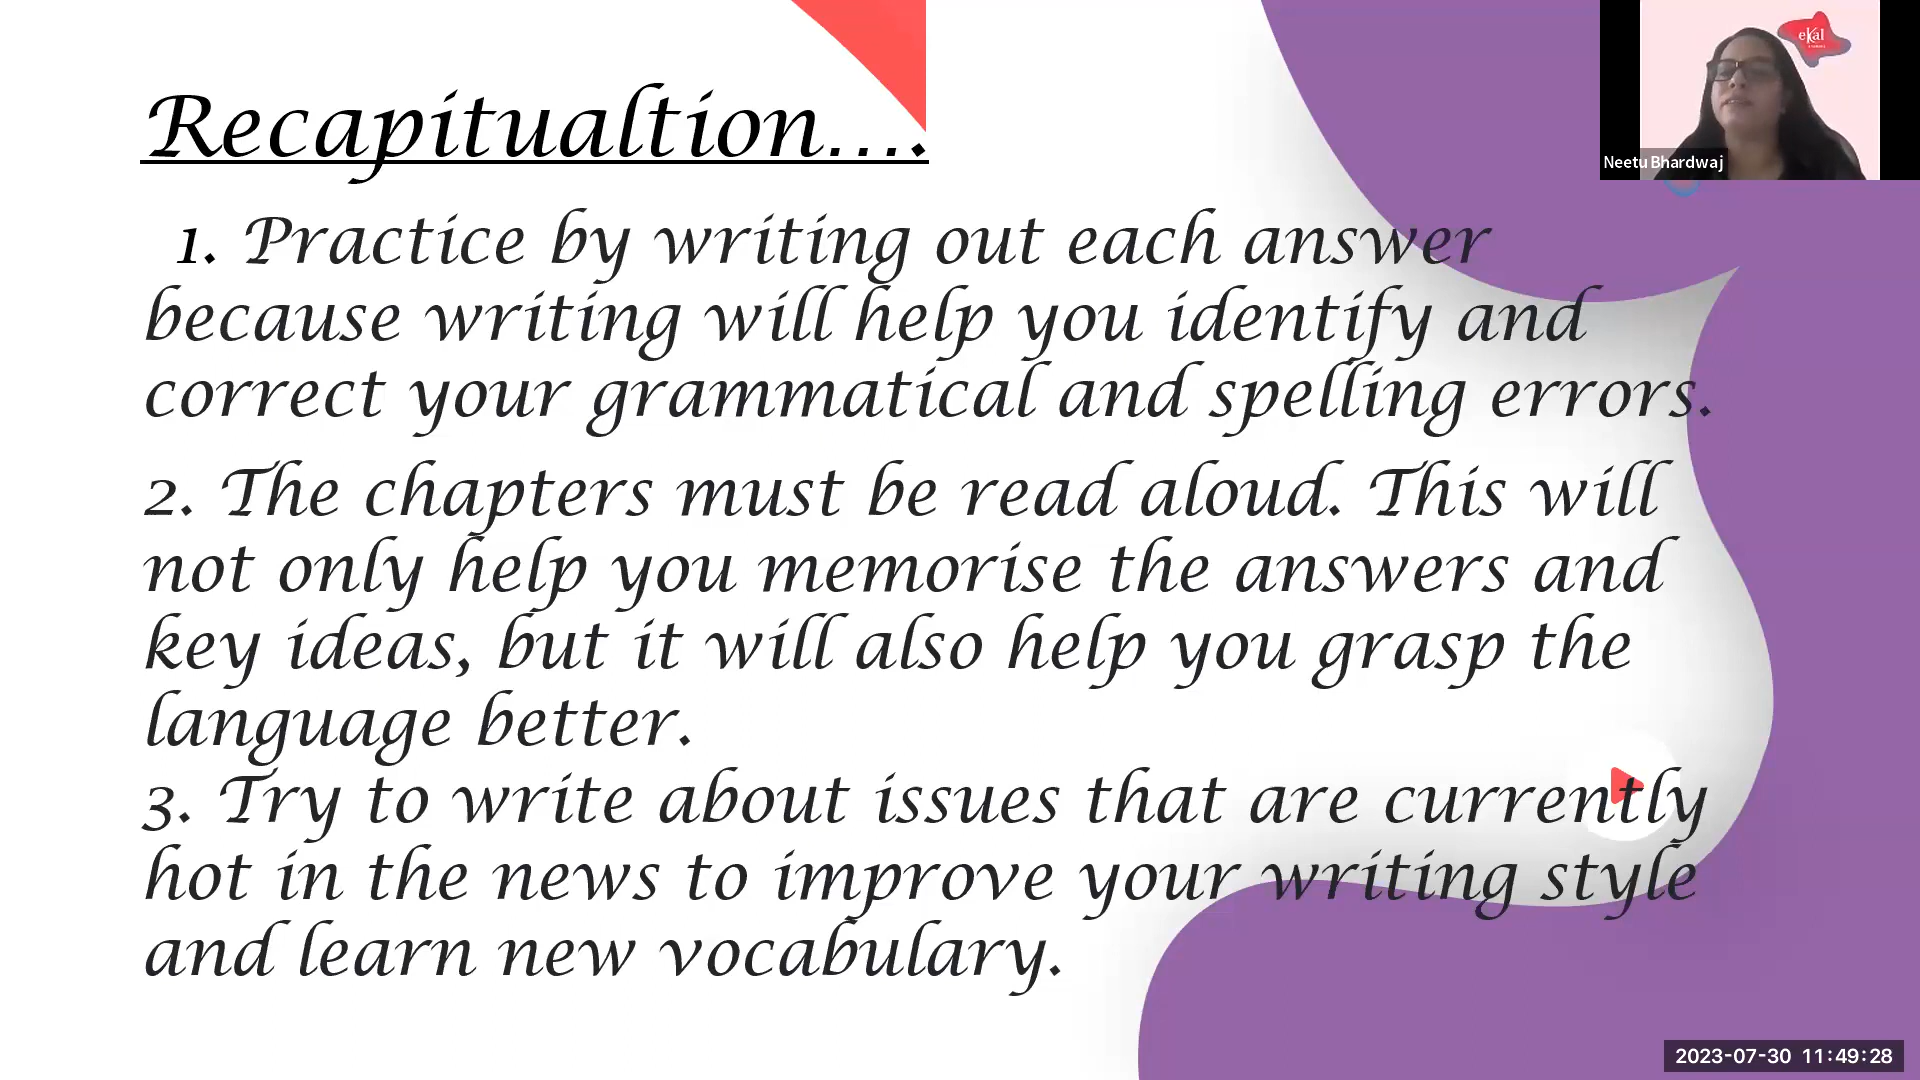 Recapitualtion….
1. Practice by writing out each answer
because writing will help you identify and
correct your grammatical and spelling errors.
2. The chapters must be read aloud. This will
not only help you memorise the answers and
key ideas, but it will also help you grasp the
language better.
3. Try to write about issues that are currently
hot in the news to improve your writing style
and learn new vocabulary.
eKal
Neetu Bhardwaj
2023-07-30 11:49:28